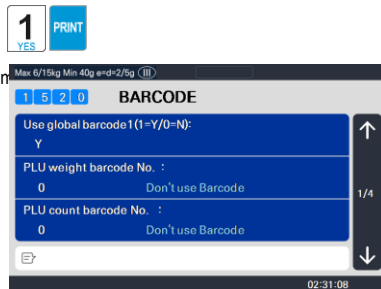 1
YES
PRINT
m
Max 6/15kg Min 40g e=d=2/5g III
1 5 2 0 BARCODE
Use global barcode1(1=Y/0=N):
Y
PLU weight barcode No. :
0 Don't use Barcode
1/4
PLU count barcode No. :
0 Don't use Barcode
02:31:08